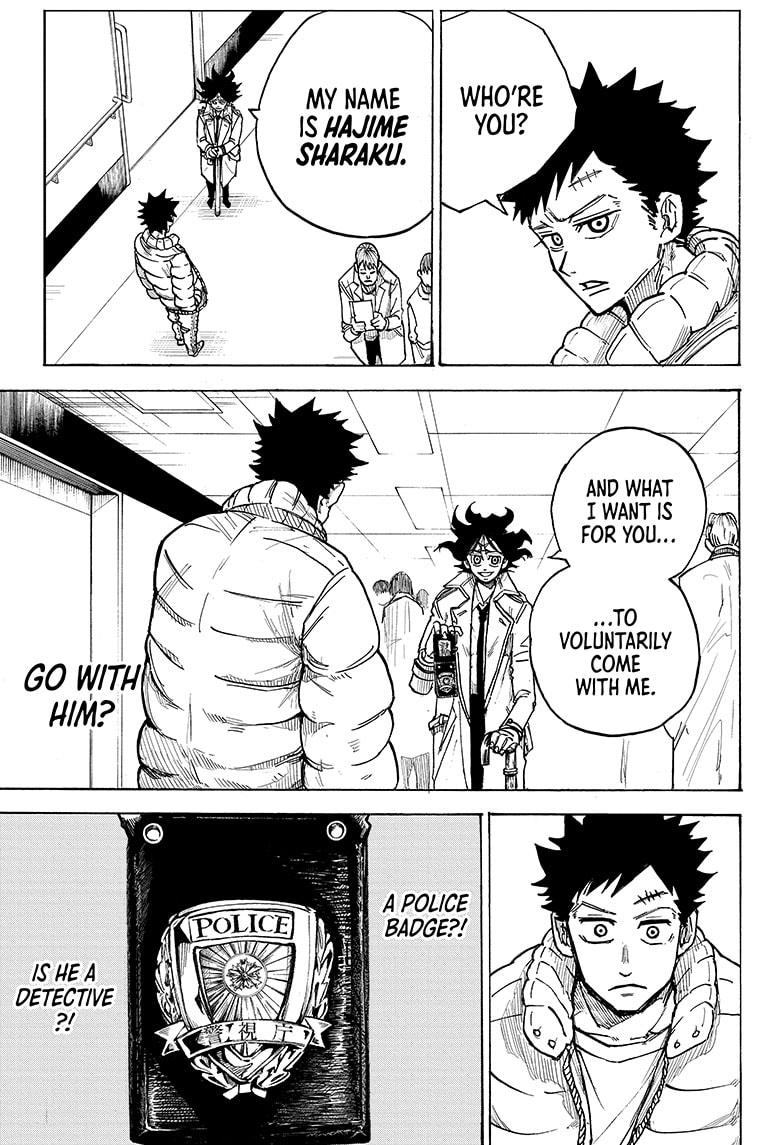 WHO'RE
YOU?
MY NAME
IS HAJIME
SHARAKU.
AND WHAT
I WANT IS
FOR YOU...
...TO
VOLUNTARILY
COME
WITH ME.
GO WITH
HIM?
A POLICE
BADGE?!
POLICE
警視庁
IS HE A
DETECTIVE
?!